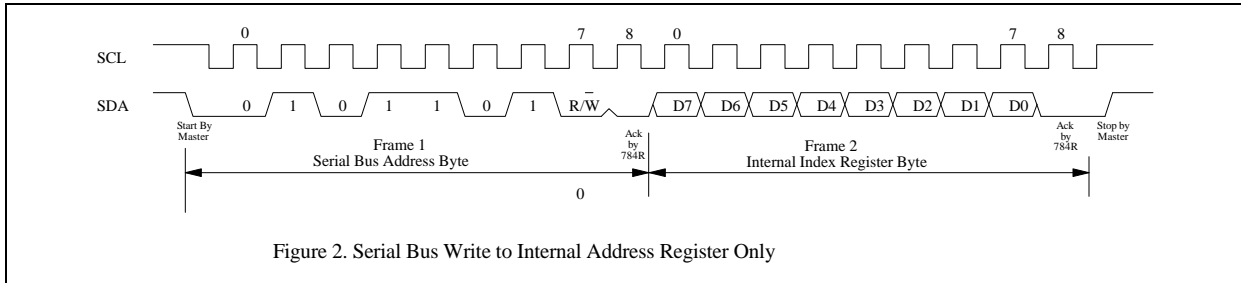 0 7 8 0 7 8
SCL
SDA 0 1 0 1 1 0 1 R/W̅ D7 D6 D5 D4 D3 D2 D1 D0
Start By
Master
Ack
by
784R
Ack
by
784R
Stop by
Master
Frame 1
Serial Bus Address Byte
Frame 2
Internal Index Register Byte
0
Figure 2. Serial Bus Write to Internal Address Register Only